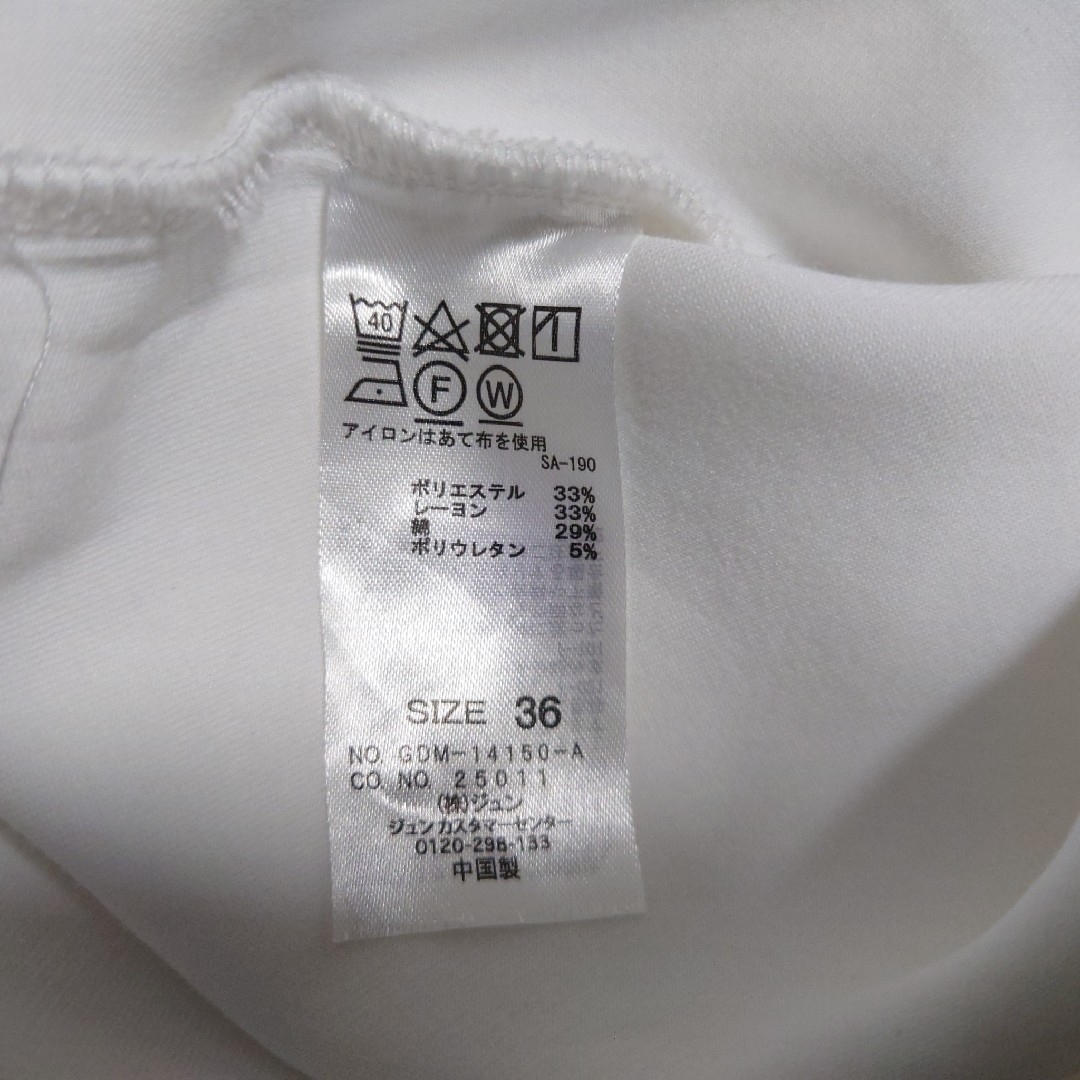 40
F W
アイロンはあて布を使用
SA-190
ポリエステル 33%
レーヨン 33%
綿 29%
ポリウレタン 5%
SIZE 36
NO. GDM-14150-A
CO. NO. 25011
(株)ジュン
ジュンカスタマーセンター
0120-298-133
中国製